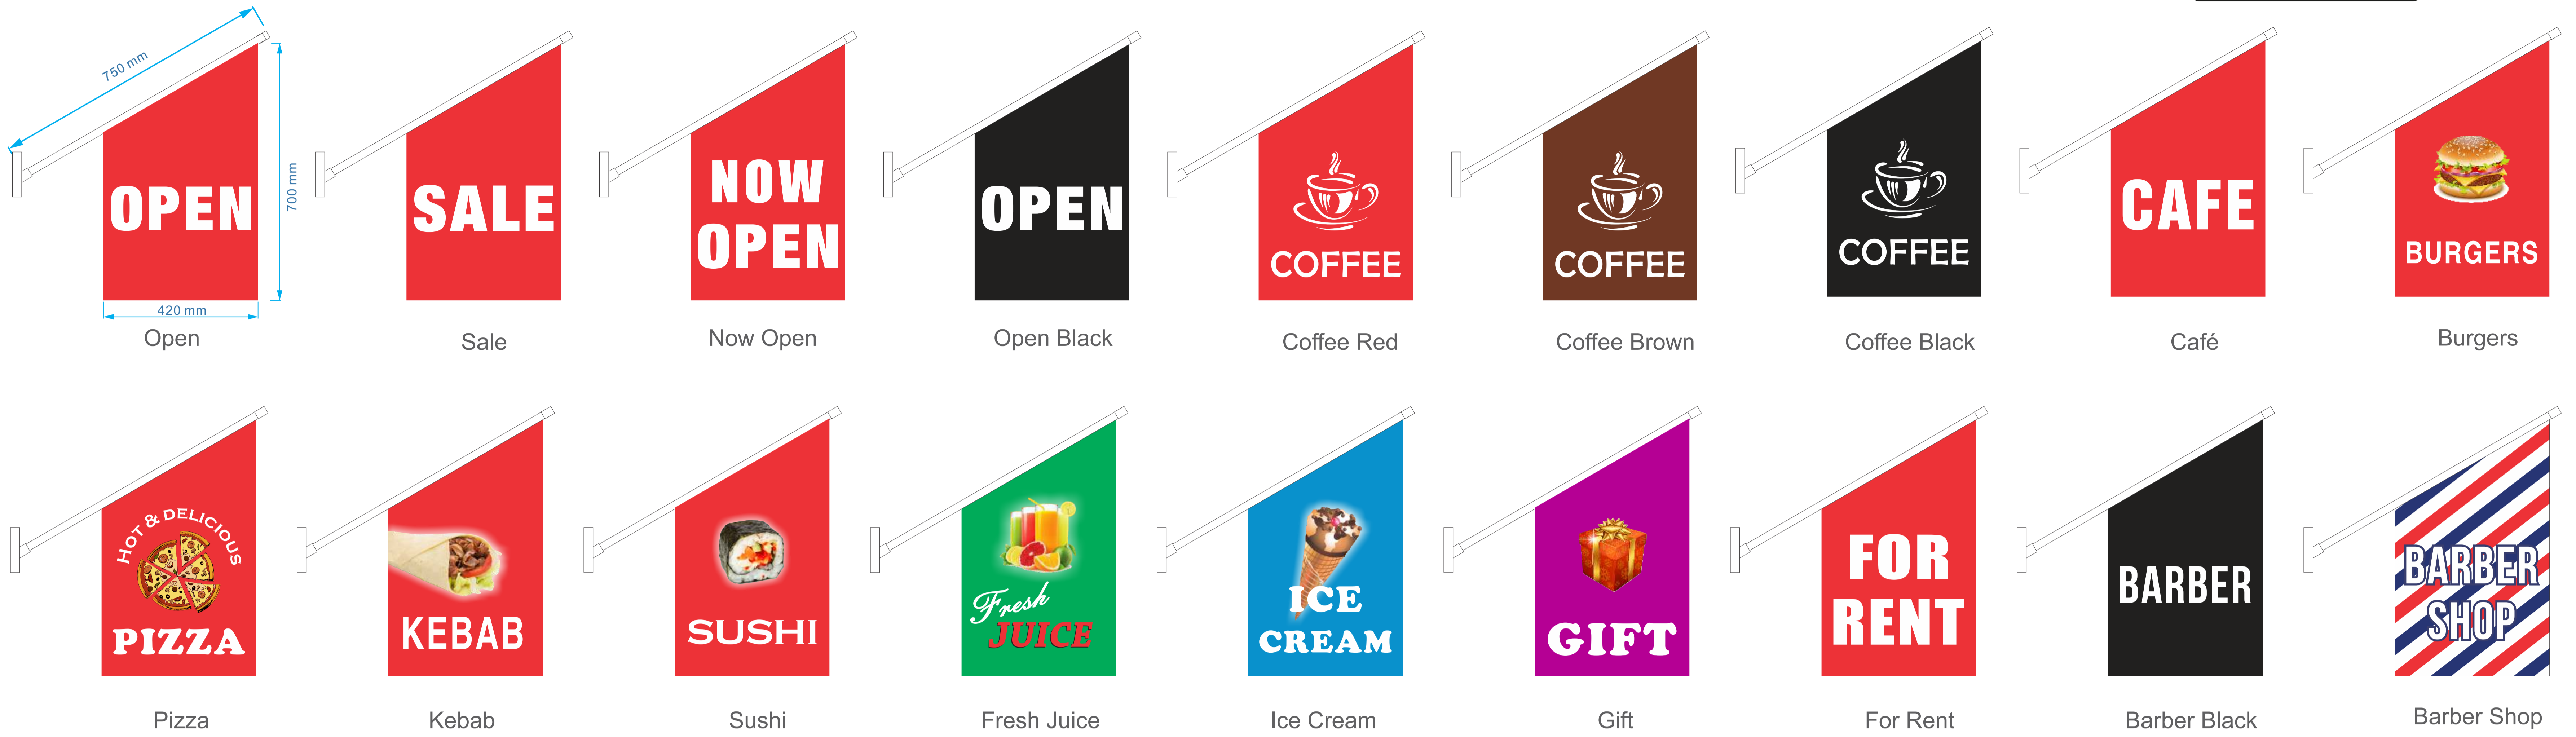 750 mm
OPEN
700 mm
420 mm
SALE
NOW
OPEN
OPEN
COFFEE
COFFEE
COFFEE
CAFE
BURGERS
Open
Sale
Now Open
Open Black
Coffee Red
Coffee Brown
Coffee Black
Café
Burgers
HOT & DELICIOUS
PIZZA
KEBAB
SUSHI
Fresh
JUICE
ICE
CREAM
GIFT
FOR
RENT
BARBER
BARBER
SHOP
Pizza
Kebab
Sushi
Fresh Juice
Ice Cream
Gift
For Rent
Barber Black
Barber Shop